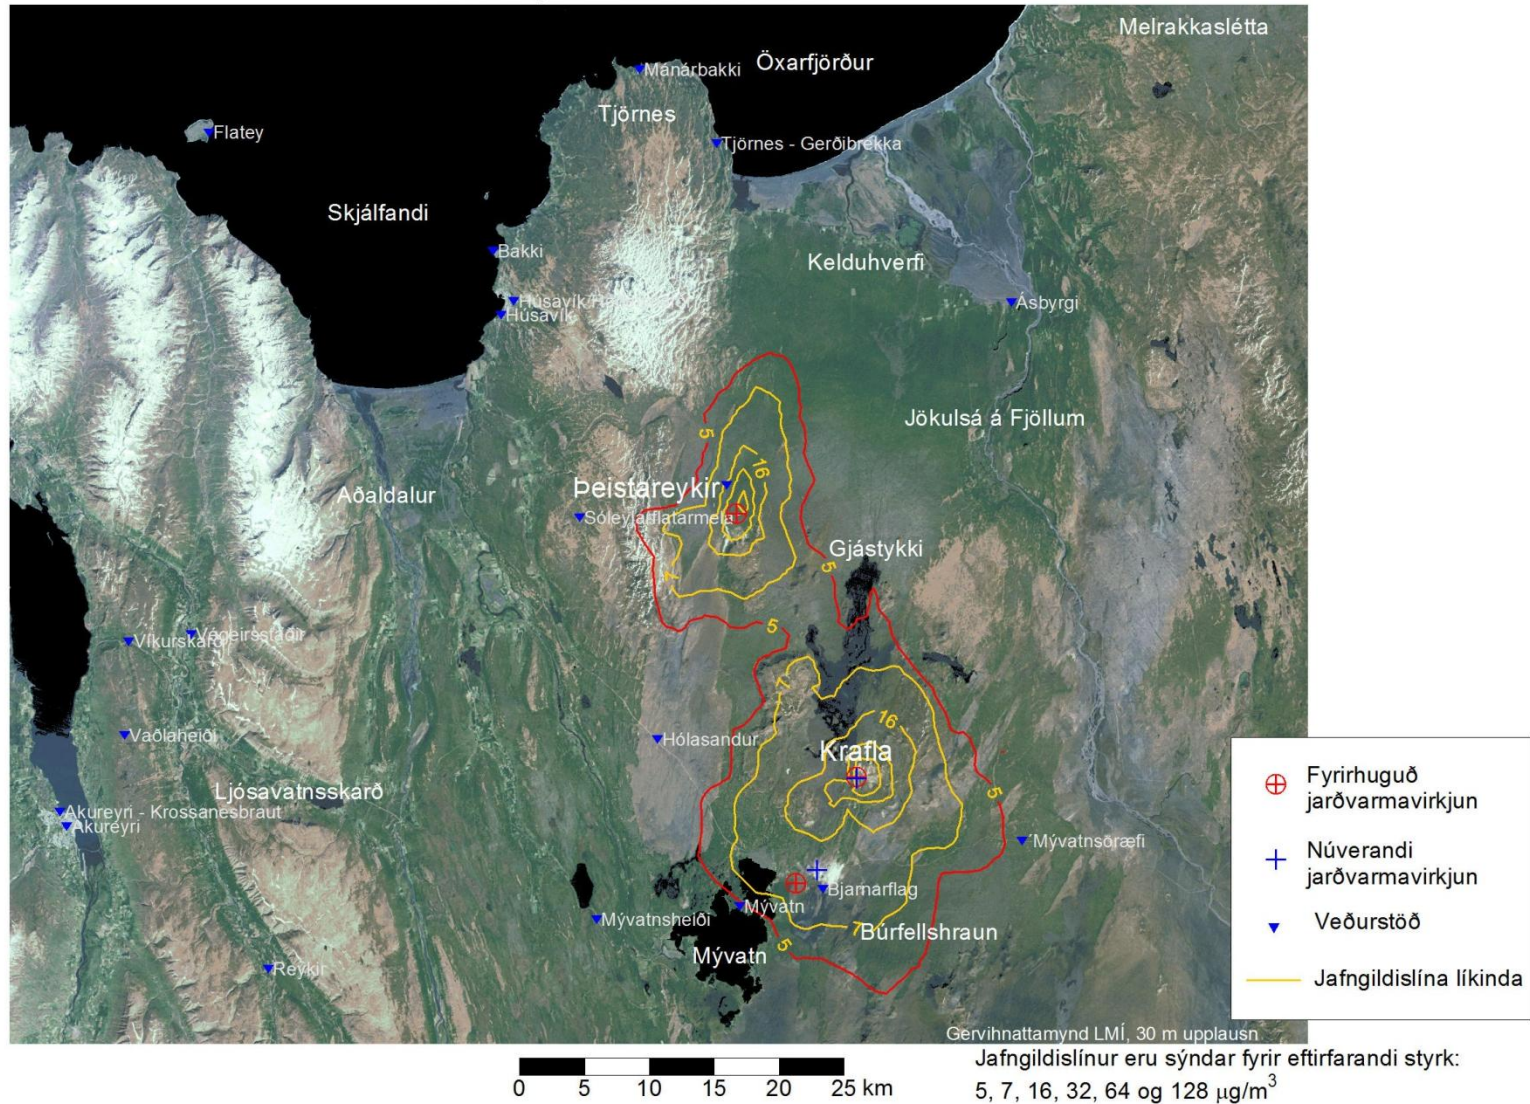 Melrakkaslétta
Mánárbakki
Öxarfjörður
Tjörnes
Flatey
Tjörnes - Gerðibrekka
Skjálfandi
Bakki
Kelduhverfi
Húsavík
Húsavík
Ásbyrgi
5
Jökulsá á Fjöllum
16
Þeistareykir
Aðaldalur
Gjástykki
5
7
5
Víkurskarð
7
Vaðlaheiði
Hólasandur
16
Krafla
Ljósavatnsskarð
5
Akureyri - Krossanesbraut
Akureyri
Mývatnsöræfi
Bjarnarflag
Mývatn
Mývatnsheiði
7
Búrfellshraun
5
Mývatn
Reykir
Fyrirhuguð
jarðvarmavirkjun
Núverandi
jarðvarmavirkjun
Veðurstöð
Jafngildislína líkinda
Gervihnattamynd LMÍ, 30 m upplausn
0 5 10 15 20 25 km
Jafngildislínur eru sýndar fyrir eftirfarandi styrk:
5, 7, 16, 32, 64 og 128 µg/m³